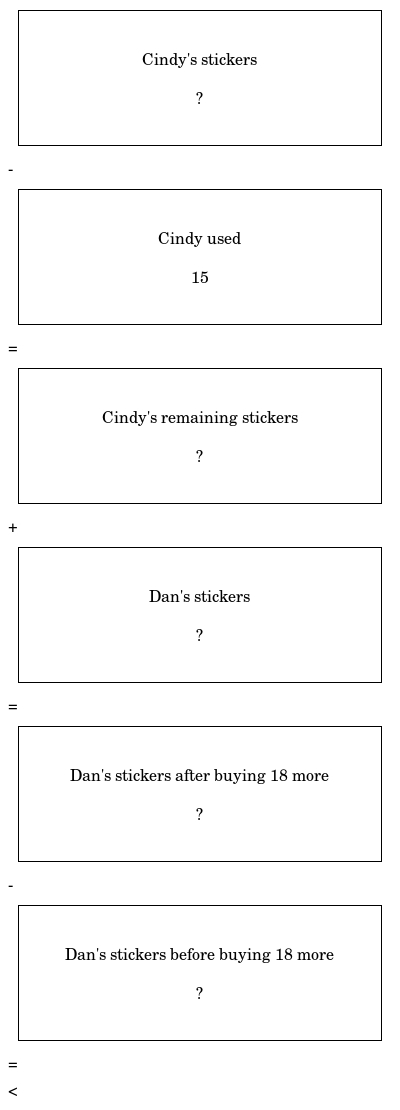 Cindy's stickers
?
-
Cindy used
15
=
Cindy's remaining stickers
?
+
Dan's stickers
?
=
Dan's stickers after buying 18 more
?
-
Dan's stickers before buying 18 more
?
=
<